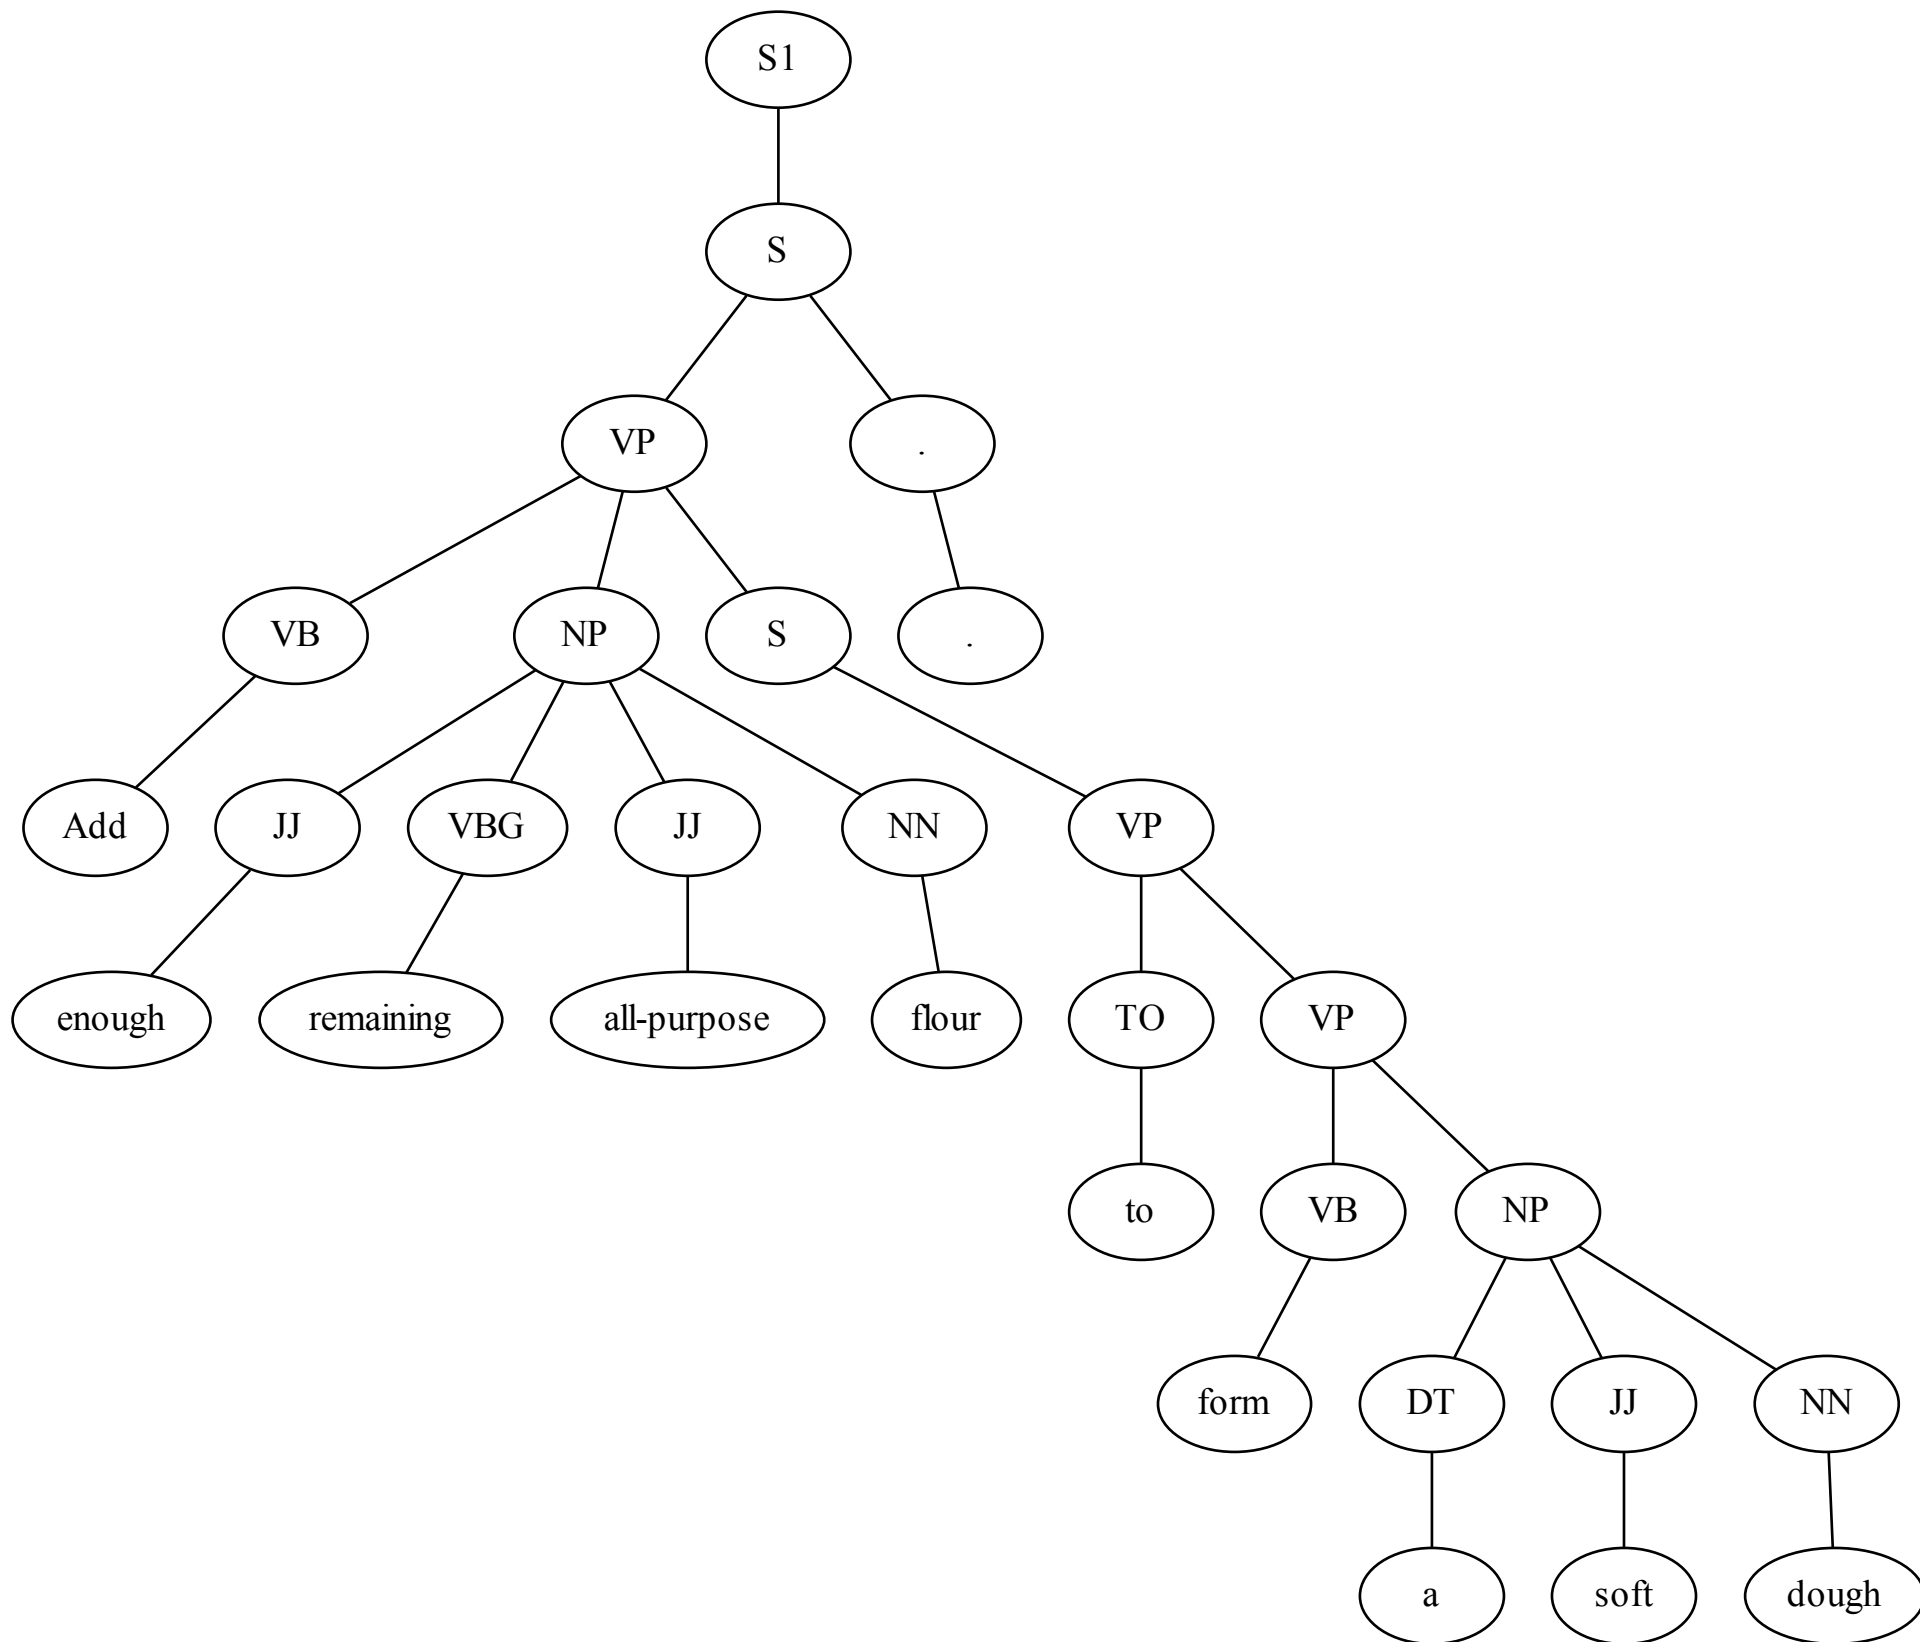 S1
S
VP .
VB NP S .
Add JJ VBG JJ NN VP
enough remaining all-purpose flour TO VP
to VB NP
form DT JJ NN
a soft dough